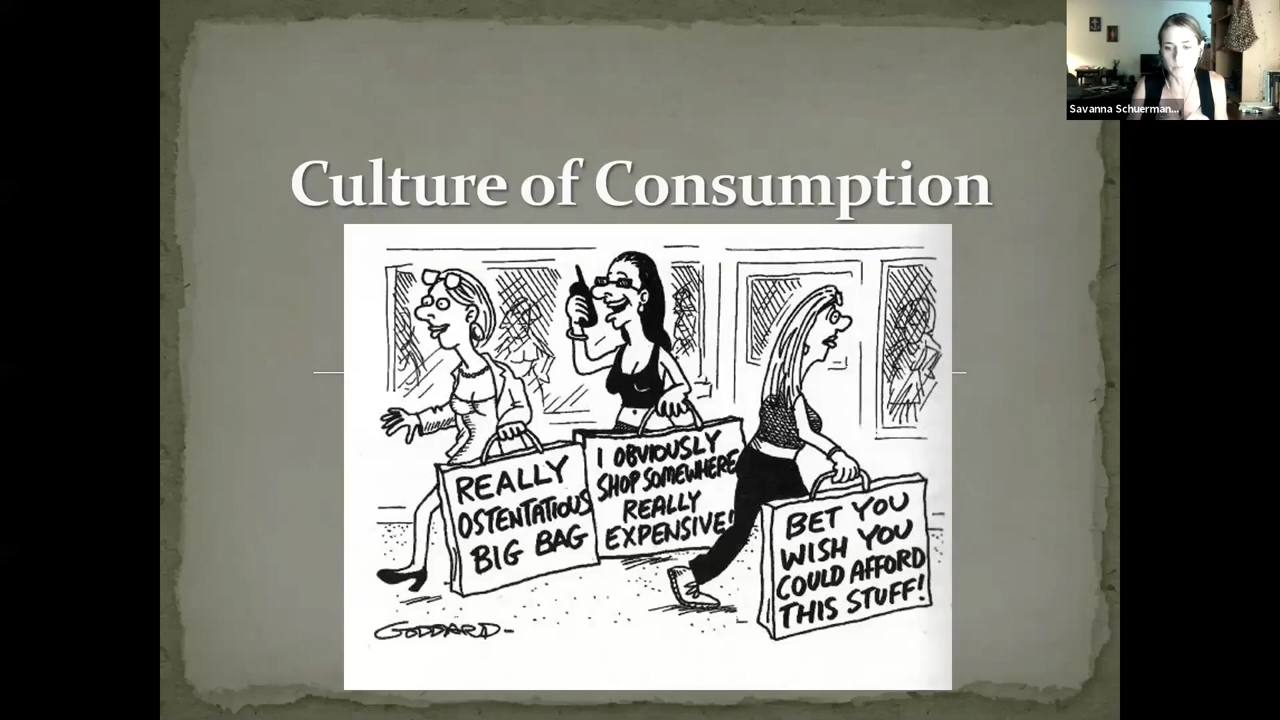 Savanna Schuerman...
Culture of Consumption
REALLY
OSTENTATIOUS
BIG BAG
I OBVIOUSLY
SHOP SOMEWHERE
REALLY
EXPENSIVE!
BET YOU
WISH YOU
COULD AFFORD
THIS STUFF!
GODDARD-